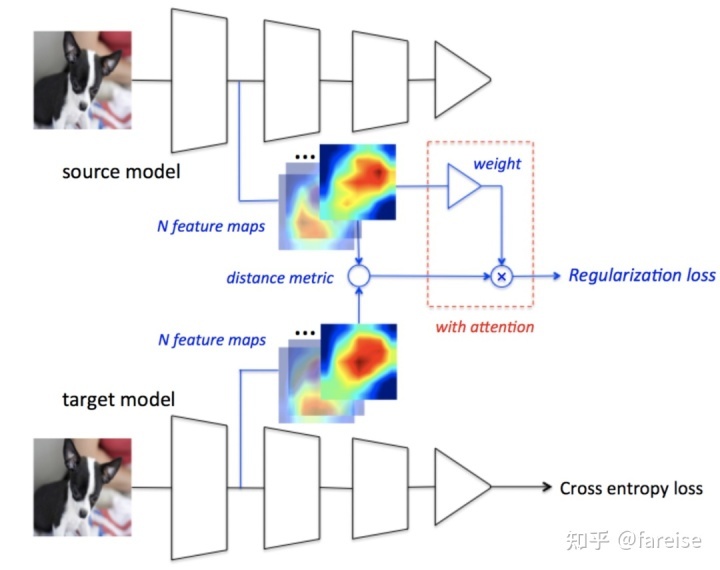 source model
...
weight
N feature maps
distance metric
×
Regularization loss
with attention
N feature maps
...
target model
Cross entropy loss
知乎 @fareise